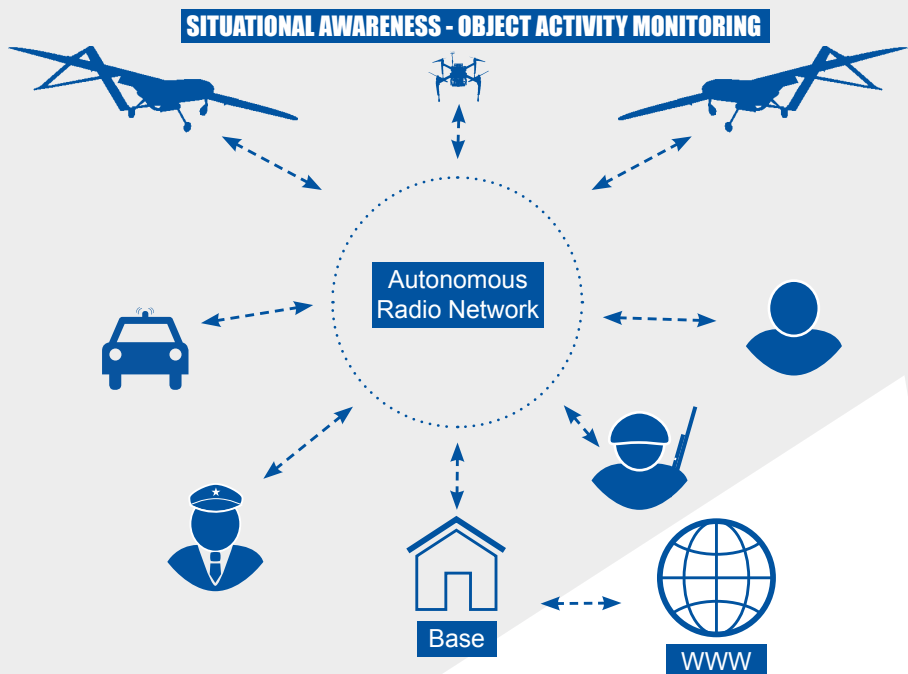 SITUATIONAL AWARENESS - OBJECT ACTIVITY MONITORING
Autonomous
Radio Network
Base
WWW